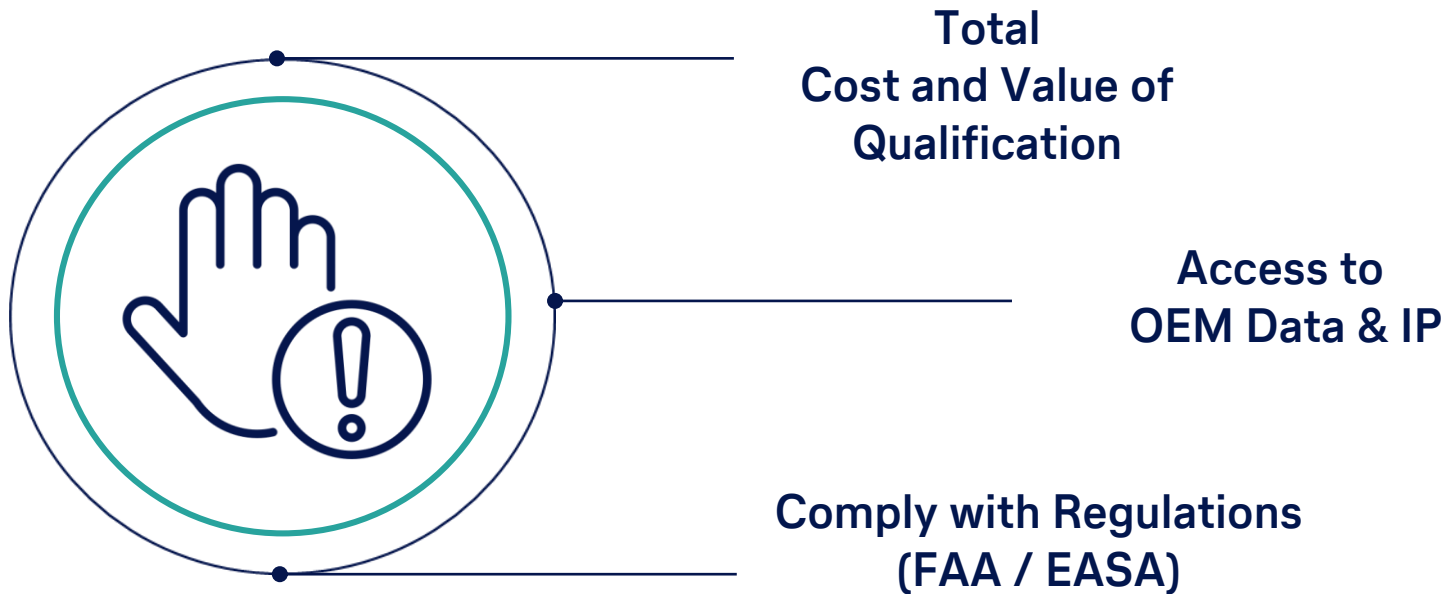 Total
Cost and Value of
Qualification
Access to
OEM Data & IP
Comply with Regulations
(FAA / EASA)